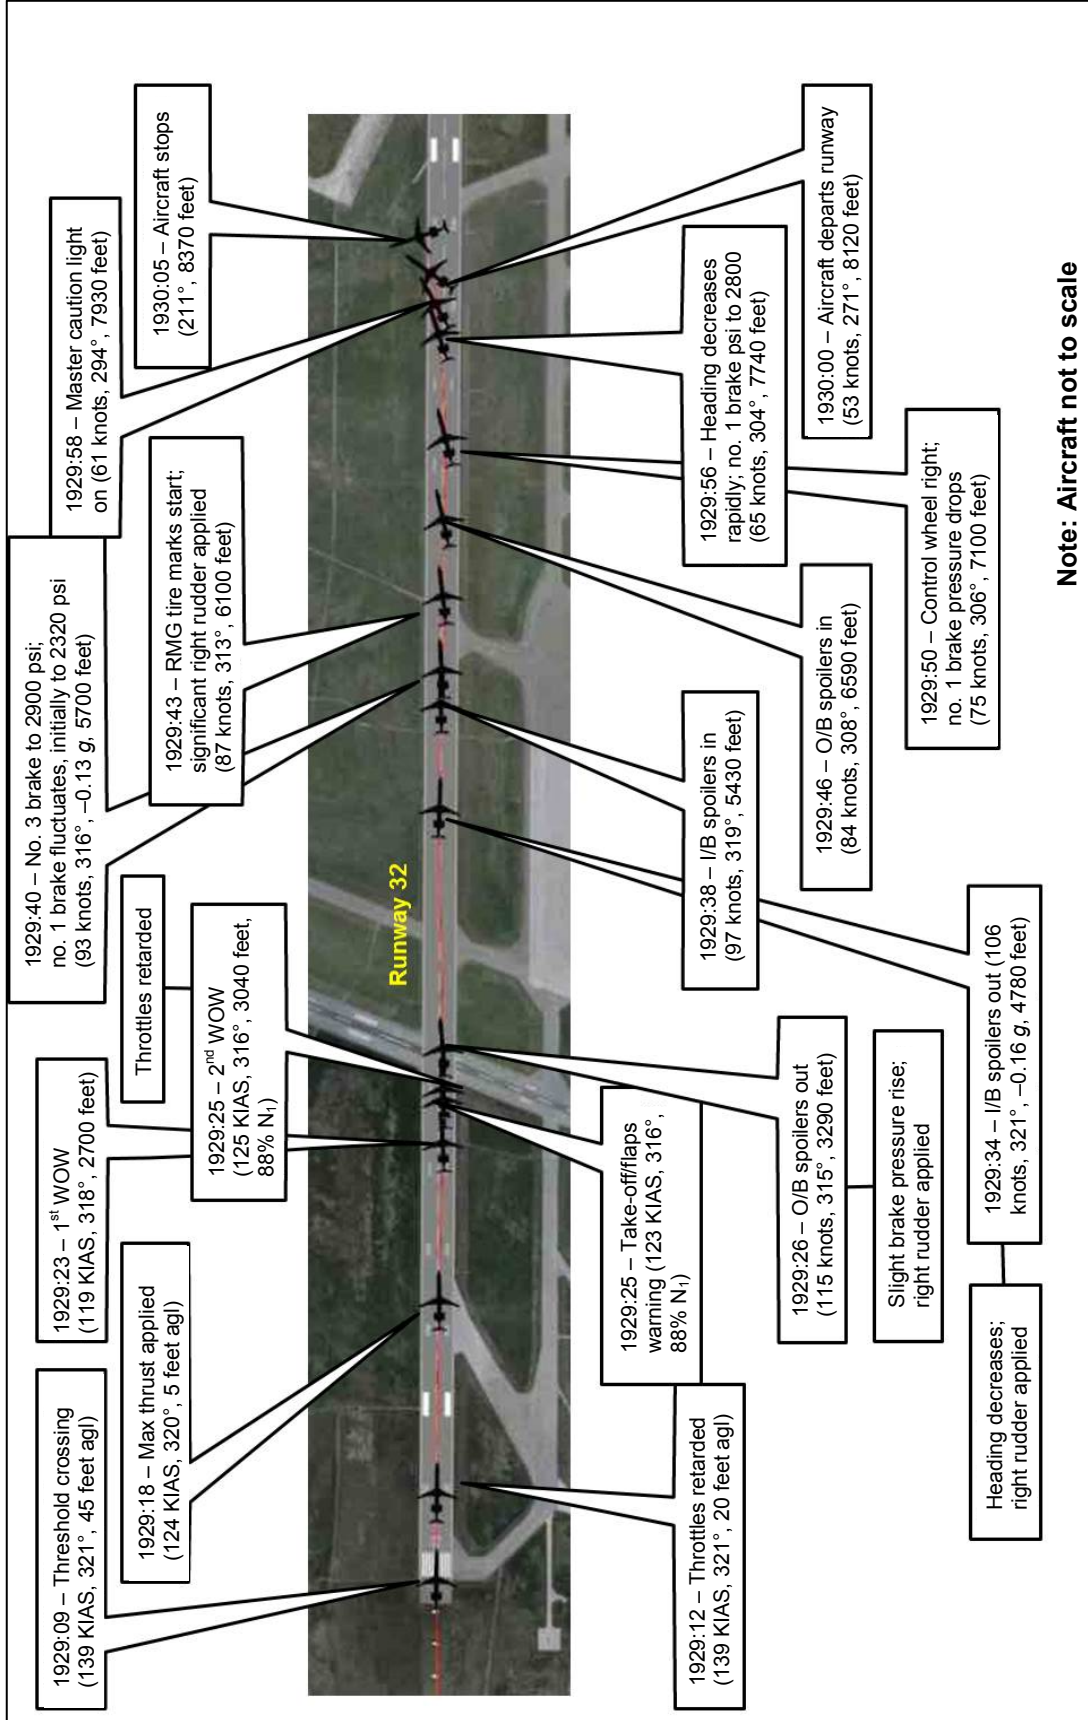 1929:09 – Threshold crossing
(139 KIAS, 321°, 45 feet agl)
1929:18 – Max thrust applied
(124 KIAS, 320°, 5 feet agl)
1929:23 – 1st WOW
(119 KIAS, 318°, 2700 feet)
Throttles retarded
1929:25 – 2nd WOW
(125 KIAS, 316°, 3040 feet,
88% N1)
1929:40 – No. 3 brake to 2900 psi;
no. 1 brake fluctuates, initially to 2320 psi
(93 knots, 316°, –0.13 g, 5700 feet)
1929:43 – RMG tire marks start;
significant right rudder applied
(87 knots, 313°, 6100 feet)
1929:58 – Master caution light
on (61 knots, 294°, 7930 feet)
1930:05 – Aircraft stops
(211°, 8370 feet)
Runway 32
1929:12 – Throttles retarded
(139 KIAS, 321°, 20 feet agl)
1929:25 – Take-off/flaps
warning (123 KIAS, 316°,
88% N1)
1929:26 – O/B spoilers out
(115 knots, 315°, 3290 feet)
Slight brake pressure rise;
right rudder applied
Heading decreases;
right rudder applied
1929:34 – I/B spoilers out (106
knots, 321°, –0.16 g, 4780 feet)
1929:38 – I/B spoilers in
(97 knots, 319°, 5430 feet)
1929:46 – O/B spoilers in
(84 knots, 308°, 6590 feet)
1929:50 – Control wheel right;
no. 1 brake pressure drops
(75 knots, 306°, 7100 feet)
1929:56 – Heading decreases
rapidly; no. 1 brake psi to 2800
(65 knots, 304°, 7740 feet)
1930:00 – Aircraft departs runway
(53 knots, 271°, 8120 feet)
Note: Aircraft not to scale